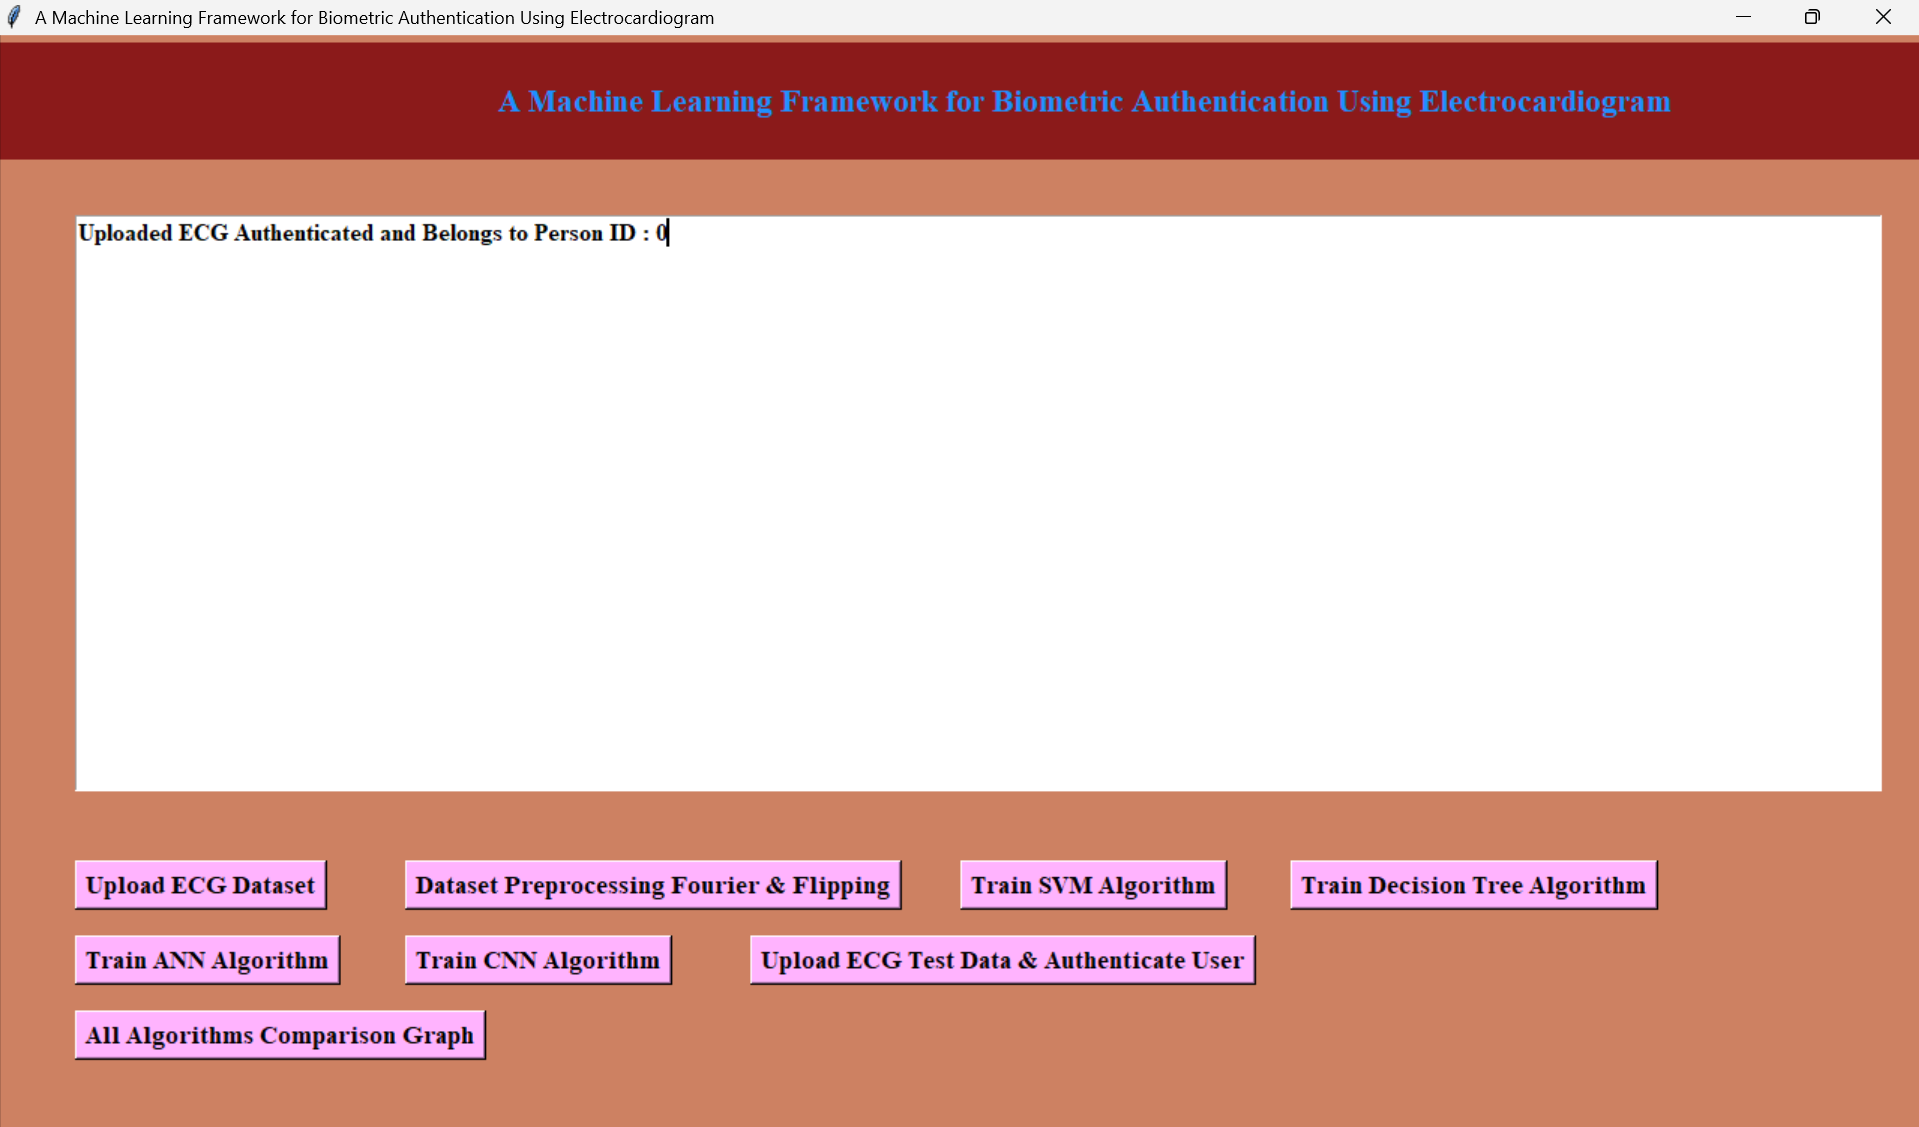 A Machine Learning Framework for Biometric Authentication Using Electrocardiogram
A Machine Learning Framework for Biometric Authentication Using Electrocardiogram
Uploaded ECG Authenticated and Belongs to Person ID : 0
Upload ECG Dataset Dataset Preprocessing Fourier & Flipping Train SVM Algorithm Train Decision Tree Algorithm
Train ANN Algorithm Train CNN Algorithm Upload ECG Test Data & Authenticate User
All Algorithms Comparison Graph